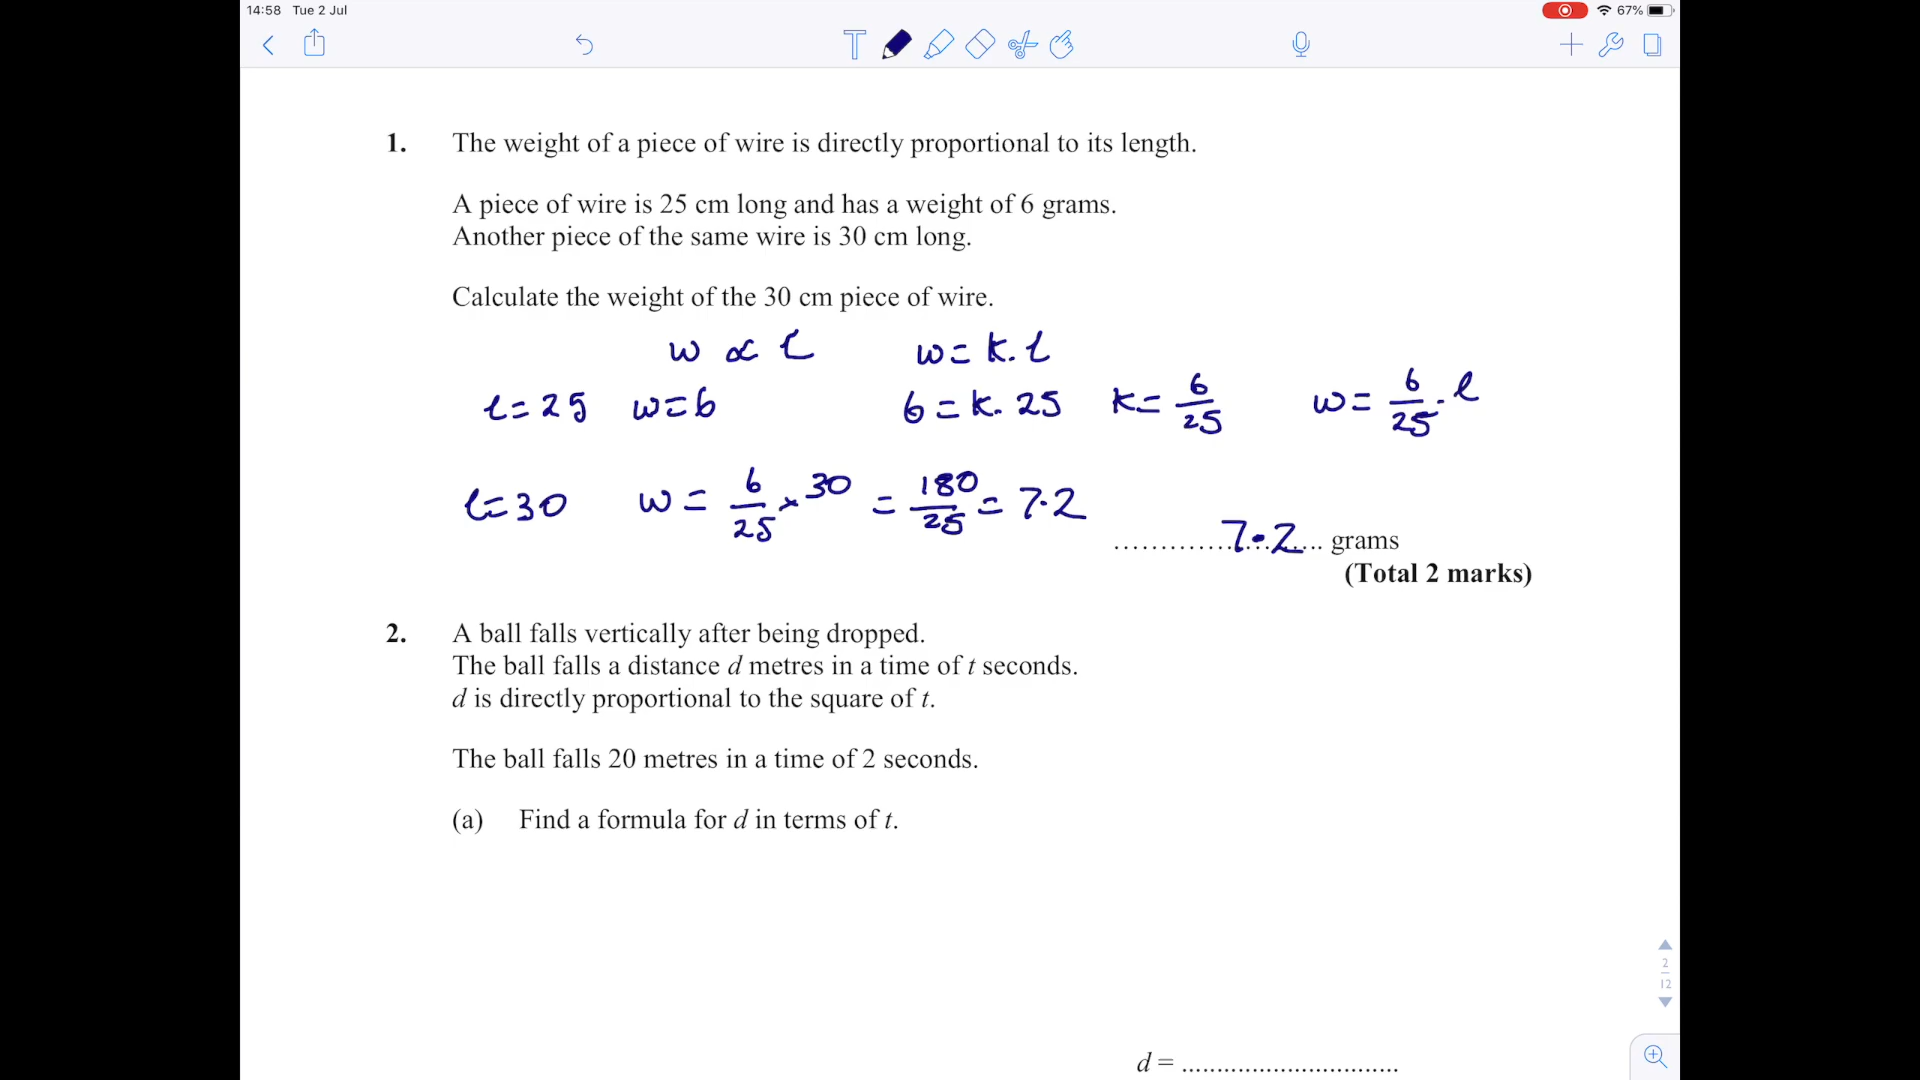 14:58 Tue 2 Jul
67%
1. The weight of a piece of wire is directly proportional to its length.
A piece of wire is 25 cm long and has a weight of 6 grams.
Another piece of the same wire is 30 cm long.
Calculate the weight of the 30 cm piece of wire.
w ∝ l w = k.l
l = 25 w = 6 6 = k. 25 k = 6/25 w = 6/25 . l
l = 30 w = 6/25 × 30 = 180/25 = 7.2
.......7.2....... grams
(Total 2 marks)
2. A ball falls vertically after being dropped.
The ball falls a distance d metres in a time of t seconds.
d is directly proportional to the square of t.
The ball falls 20 metres in a time of 2 seconds.
(a) Find a formula for d in terms of t.
2
12
d = ..............................